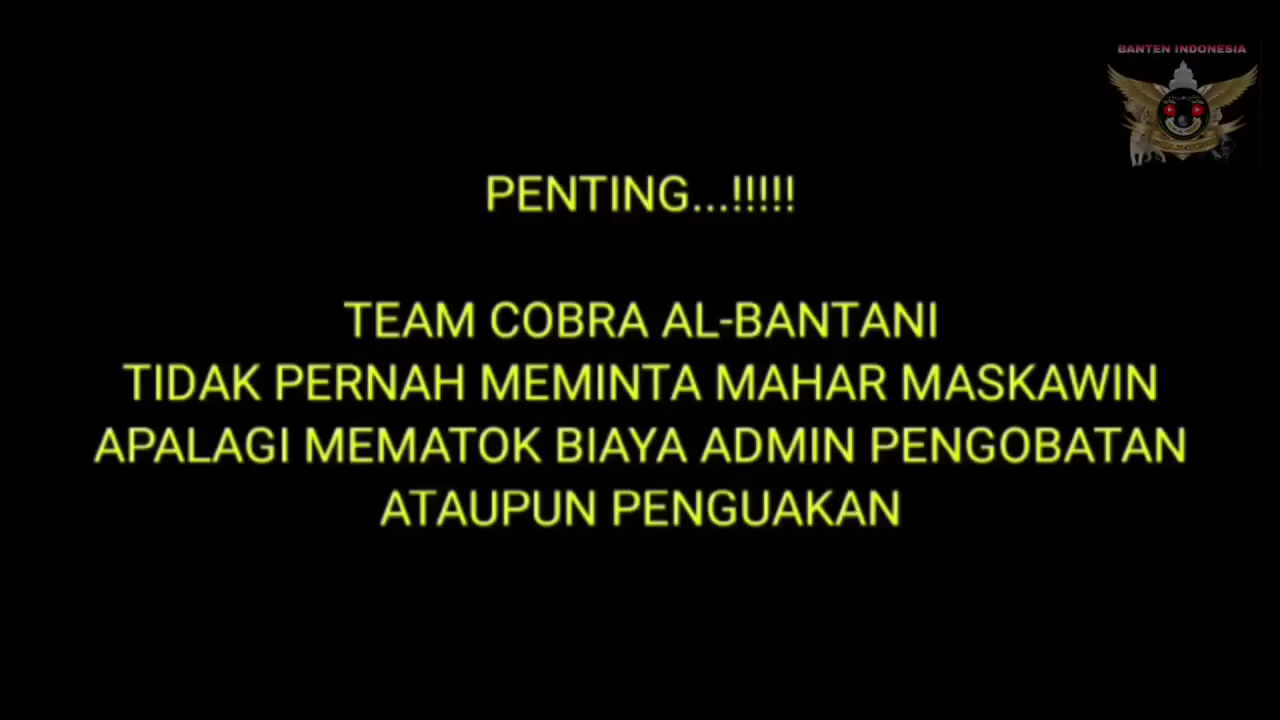 BANTEN INDONESIA
PENTING...!!!!!
TEAM COBRA AL-BANTANI
TIDAK PERNAH MEMINTA MAHAR MASKAWIN
APALAGI MEMATOK BIAYA ADMIN PENGOBATAN
ATAUPUN PENGUAKAN